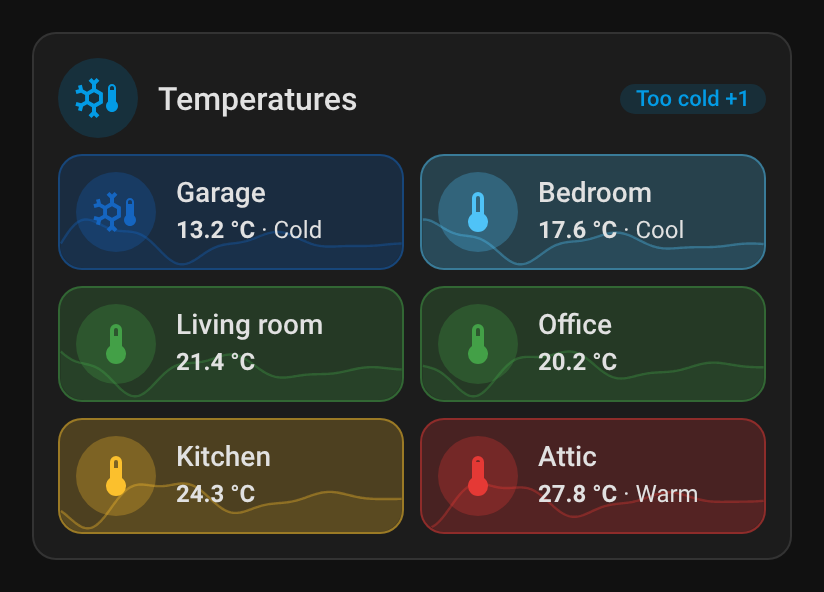 Temperatures
Too cold +1
Garage
13.2 °C · Cold
Bedroom
17.6 °C · Cool
Living room
21.4 °C
Office
20.2 °C
Kitchen
24.3 °C
Attic
27.8 °C · Warm